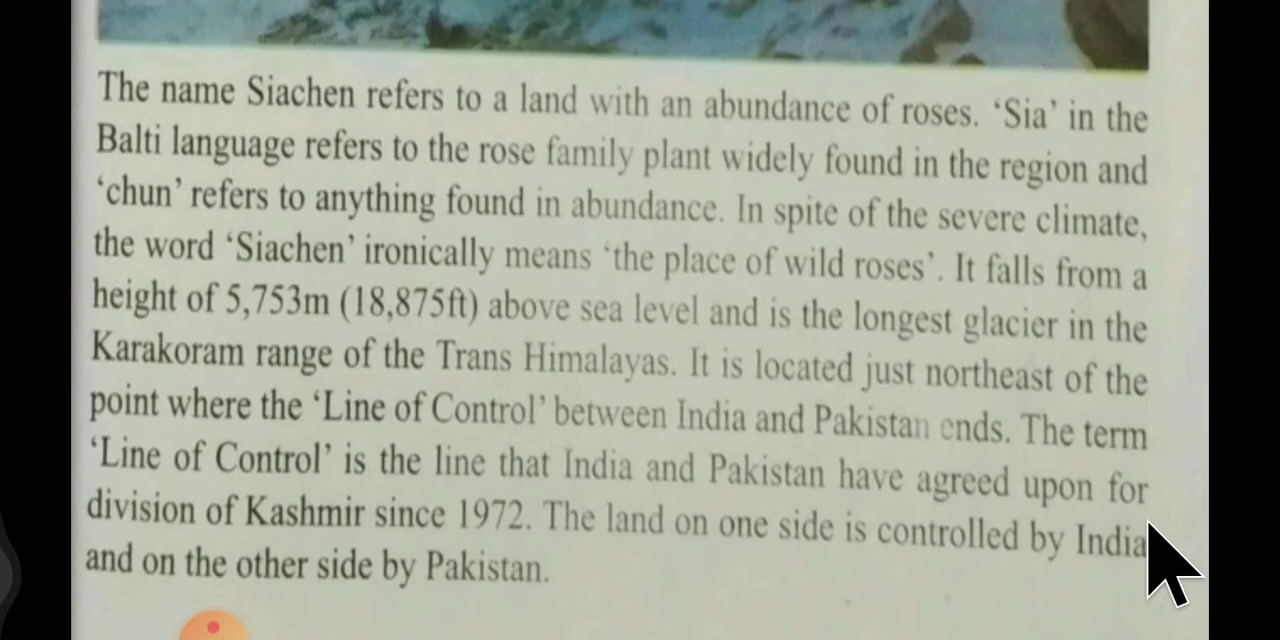 The name Siachen refers to a land with an abundance of roses. ‘Sia’ in the
Balti language refers to the rose family plant widely found in the region and
‘chun’ refers to anything found in abundance. In spite of the severe climate,
the word ‘Siachen’ ironically means ‘the place of wild roses’. It falls from a
height of 5,753m (18,875ft) above sea level and is the longest glacier in the
Karakoram range of the Trans Himalayas. It is located just northeast of the
point where the ‘Line of Control’ between India and Pakistan ends. The term
‘Line of Control’ is the line that India and Pakistan have agreed upon for
division of Kashmir since 1972. The land on one side is controlled by India
and on the other side by Pakistan.